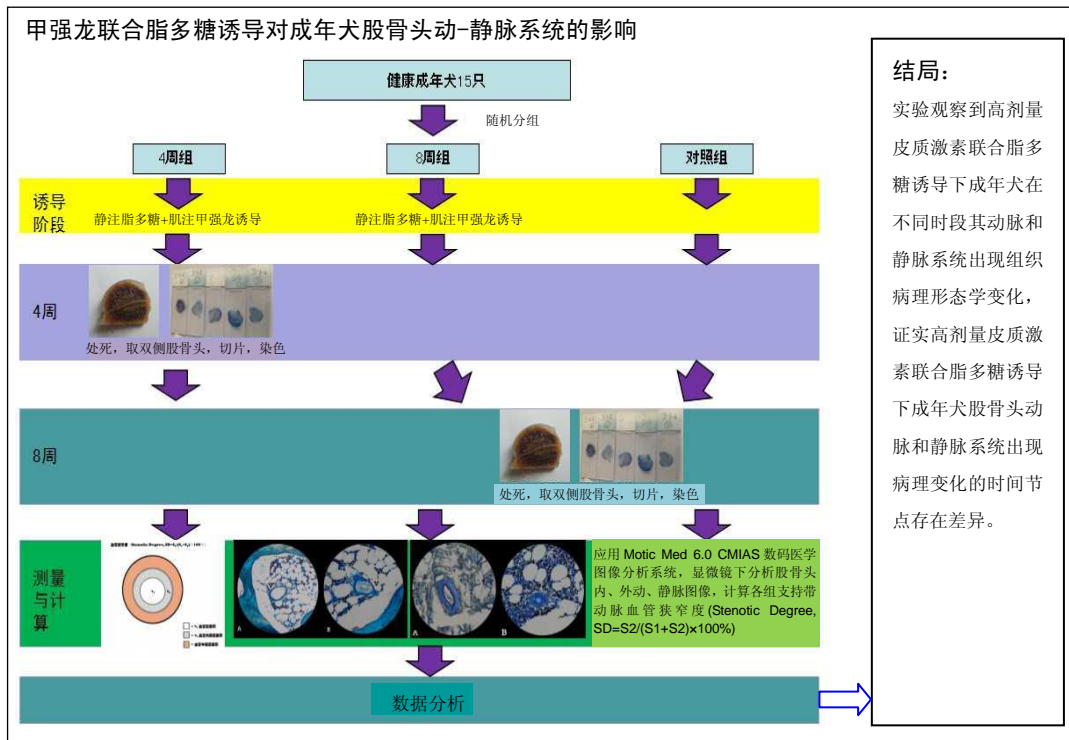 甲强龙联合脂多糖诱导对成年犬股骨头动-静脉系统的影响
健康成年犬15只
随机分组
4周组
8周组
对照组
诱导
阶段
静注脂多糖+肌注甲强龙诱导
静注脂多糖+肌注甲强龙诱导
4周
处死，取双侧股骨头，切片，染色
8周
处死，取双侧股骨头，切片，染色
测量
与计
算
A
B
A
B
应用 Motic Med 6.0 CMIAS 数码医学
图像分析系统，显微镜下分析股骨头
内、外动、静脉图像，计算各组支持带
动脉血管狭窄度(Stenotic Degree,
SD=S2/(S1+S2)×100%)
数据分析
结局：
实验观察到高剂量
皮质激素联合脂多
糖诱导下成年犬在
不同时段其动脉和
静脉系统出现组织
病理形态学变化，
证实高剂量皮质激
素联合脂多糖诱导
下成年犬股骨头动
脉和静脉系统出现
病理变化的时间节
点存在差异。